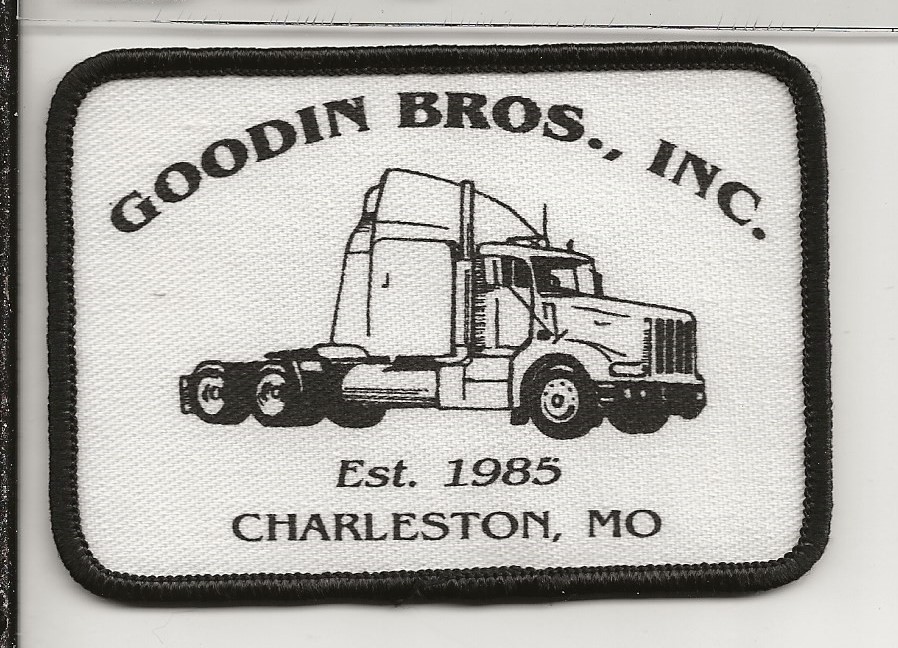 GOODIN BROS., INC.
Est. 1985
CHARLESTON, MO